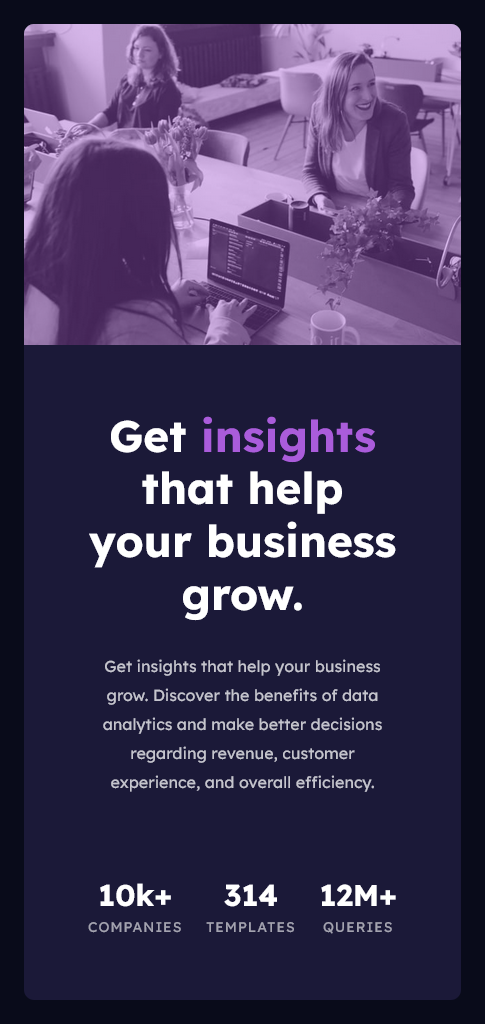 Get insights
that help
your business
grow.
Get insights that help your business
grow. Discover the benefits of data
analytics and make better decisions
regarding revenue, customer
experience, and overall efficiency.
10k+ 314 12M+
COMPANIES TEMPLATES QUERIES